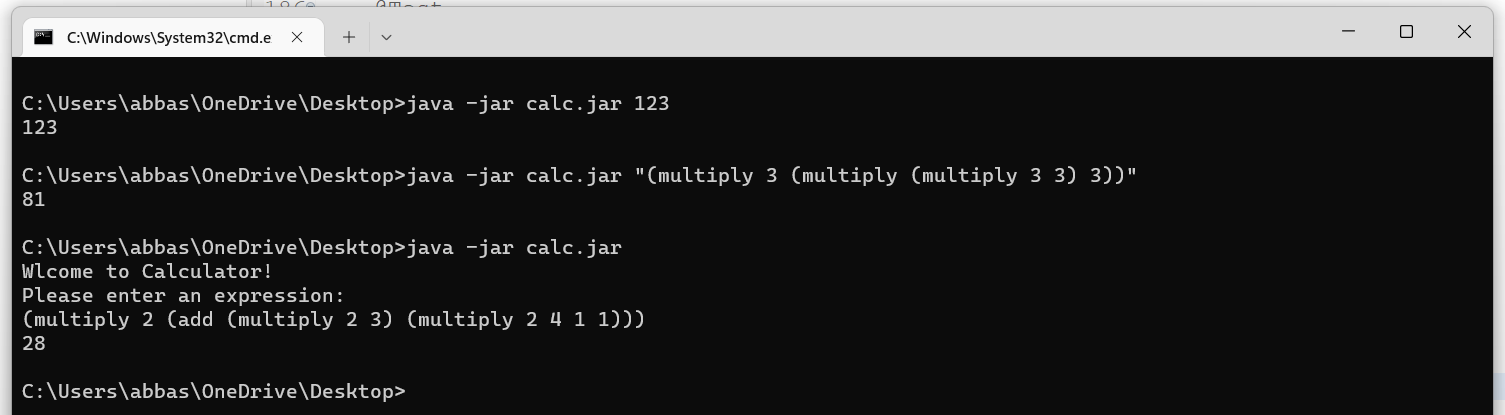 C:\Windows\System32\cmd.e
C:\Users\abbas\OneDrive\Desktop>java -jar calc.jar 123
123
C:\Users\abbas\OneDrive\Desktop>java -jar calc.jar "(multiply 3 (multiply (multiply 3 3) 3))"
81
C:\Users\abbas\OneDrive\Desktop>java -jar calc.jar
Wlcome to Calculator!
Please enter an expression:
(multiply 2 (add (multiply 2 3) (multiply 2 4 1 1)))
28
C:\Users\abbas\OneDrive\Desktop>